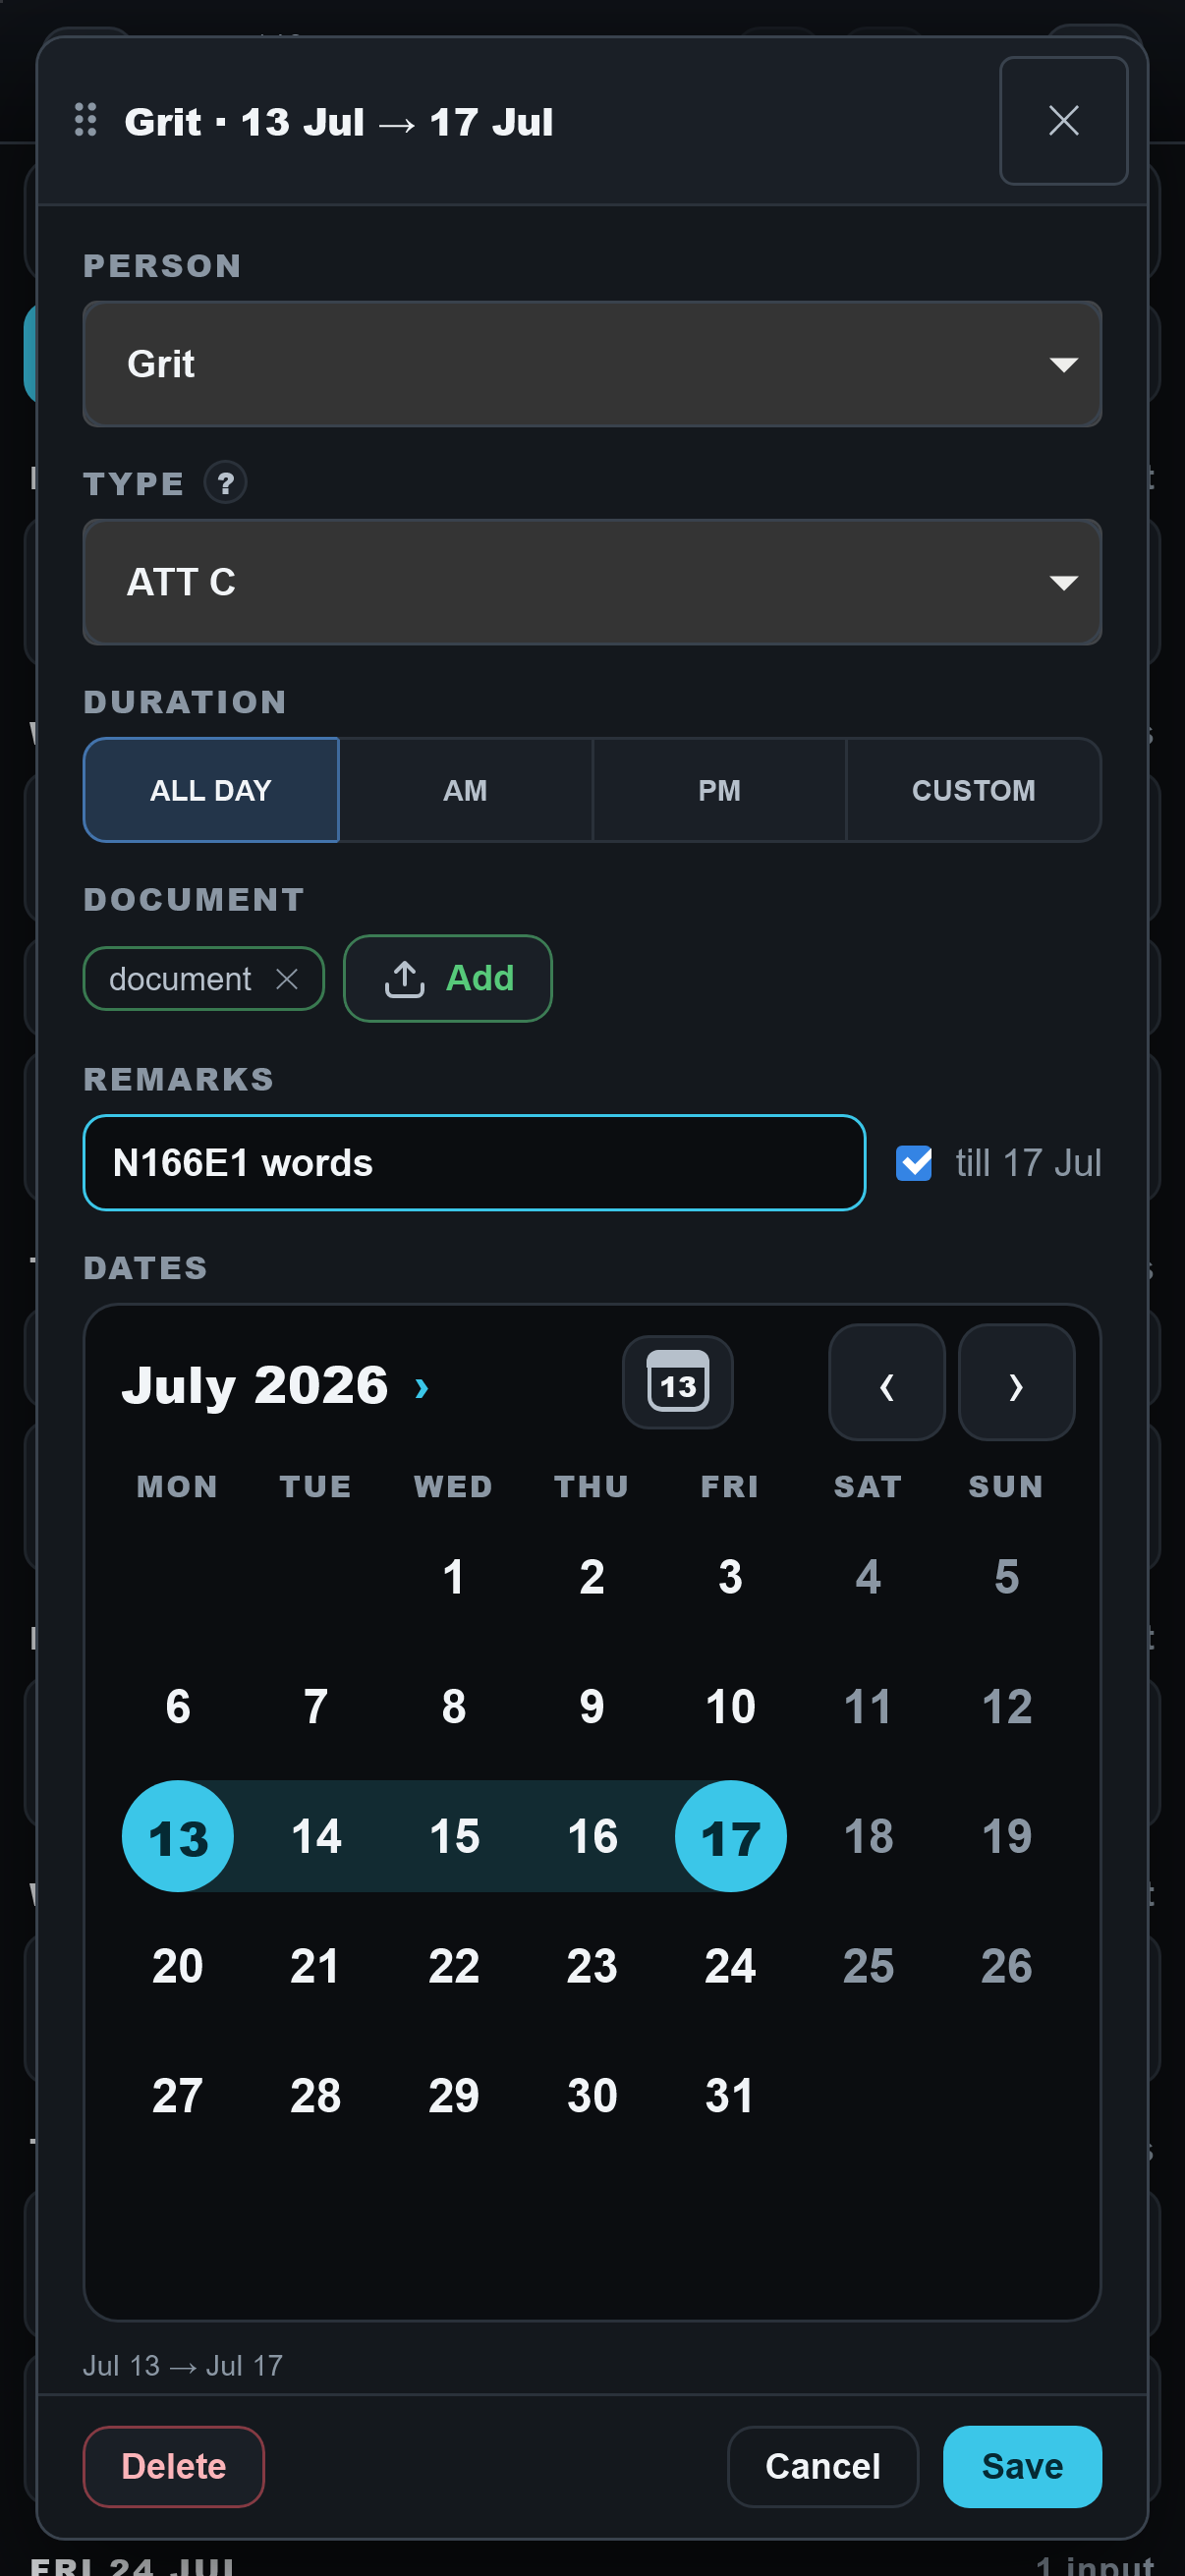 Grit · 13 Jul → 17 Jul
PERSON
Grit
TYPE ?
ATT C
DURATION
ALL DAY AM PM CUSTOM
DOCUMENT
document × Add
REMARKS
N166E1 words till 17 Jul
DATES
July 2026 › 13 ‹ ›
MON TUE WED THU FRI SAT SUN
1 2 3 4 5
6 7 8 9 10 11 12
13 14 15 16 17 18 19
20 21 22 23 24 25 26
27 28 29 30 31
Jul 13 → Jul 17
Delete Cancel Save
FRI 24 JUL 1 input